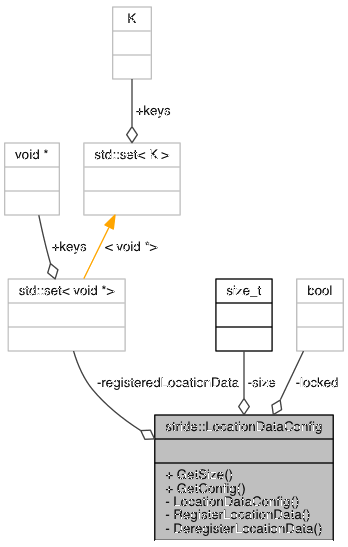 K
+keys
void *
std::set< K >
+keys
< void *>
std::set< void *>
size_t
bool
-registeredLocationData
-size
-locked
strids::LocationDataConfig
+ GetSize()
+ GetConfig()
- LocationDataConfig()
- RegisterLocationData()
- DeregisterLocationData()